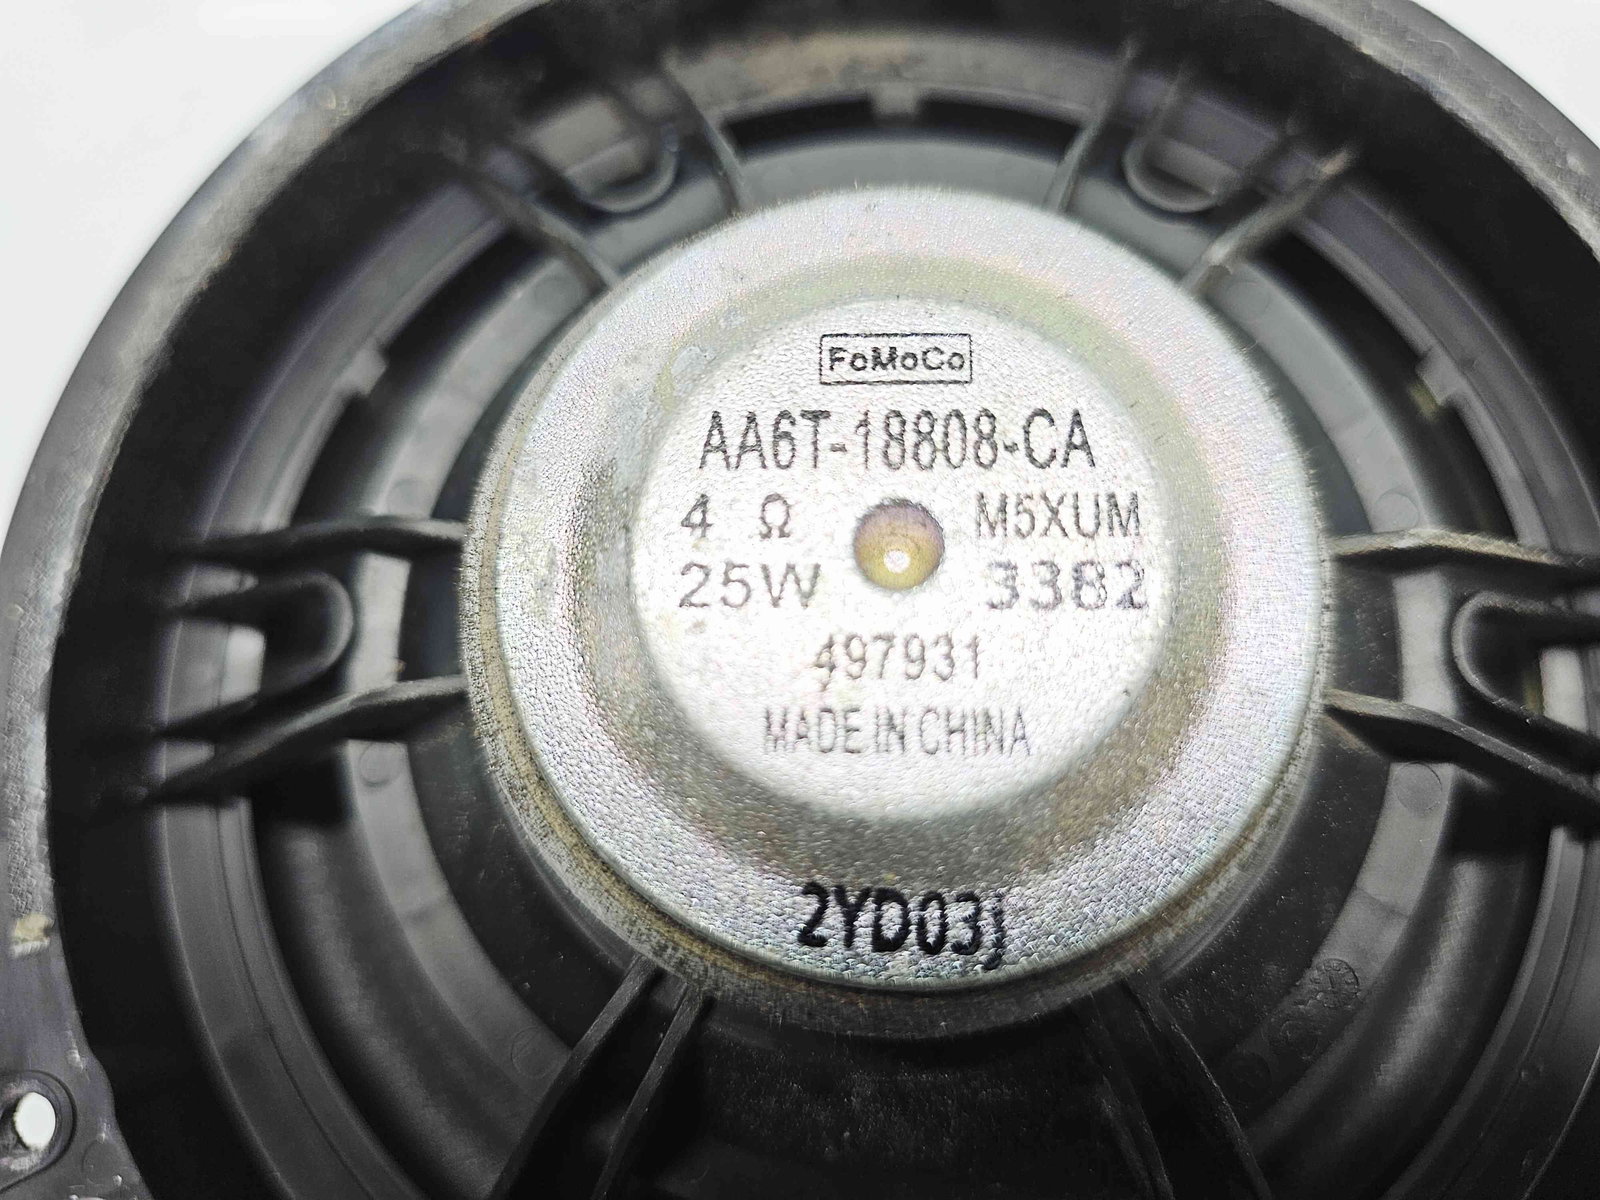 FoMoCo
AA6T-18808-CA
4 Ω M5XUM
25W 3382
497931
MADE IN CHINA
2YD03J